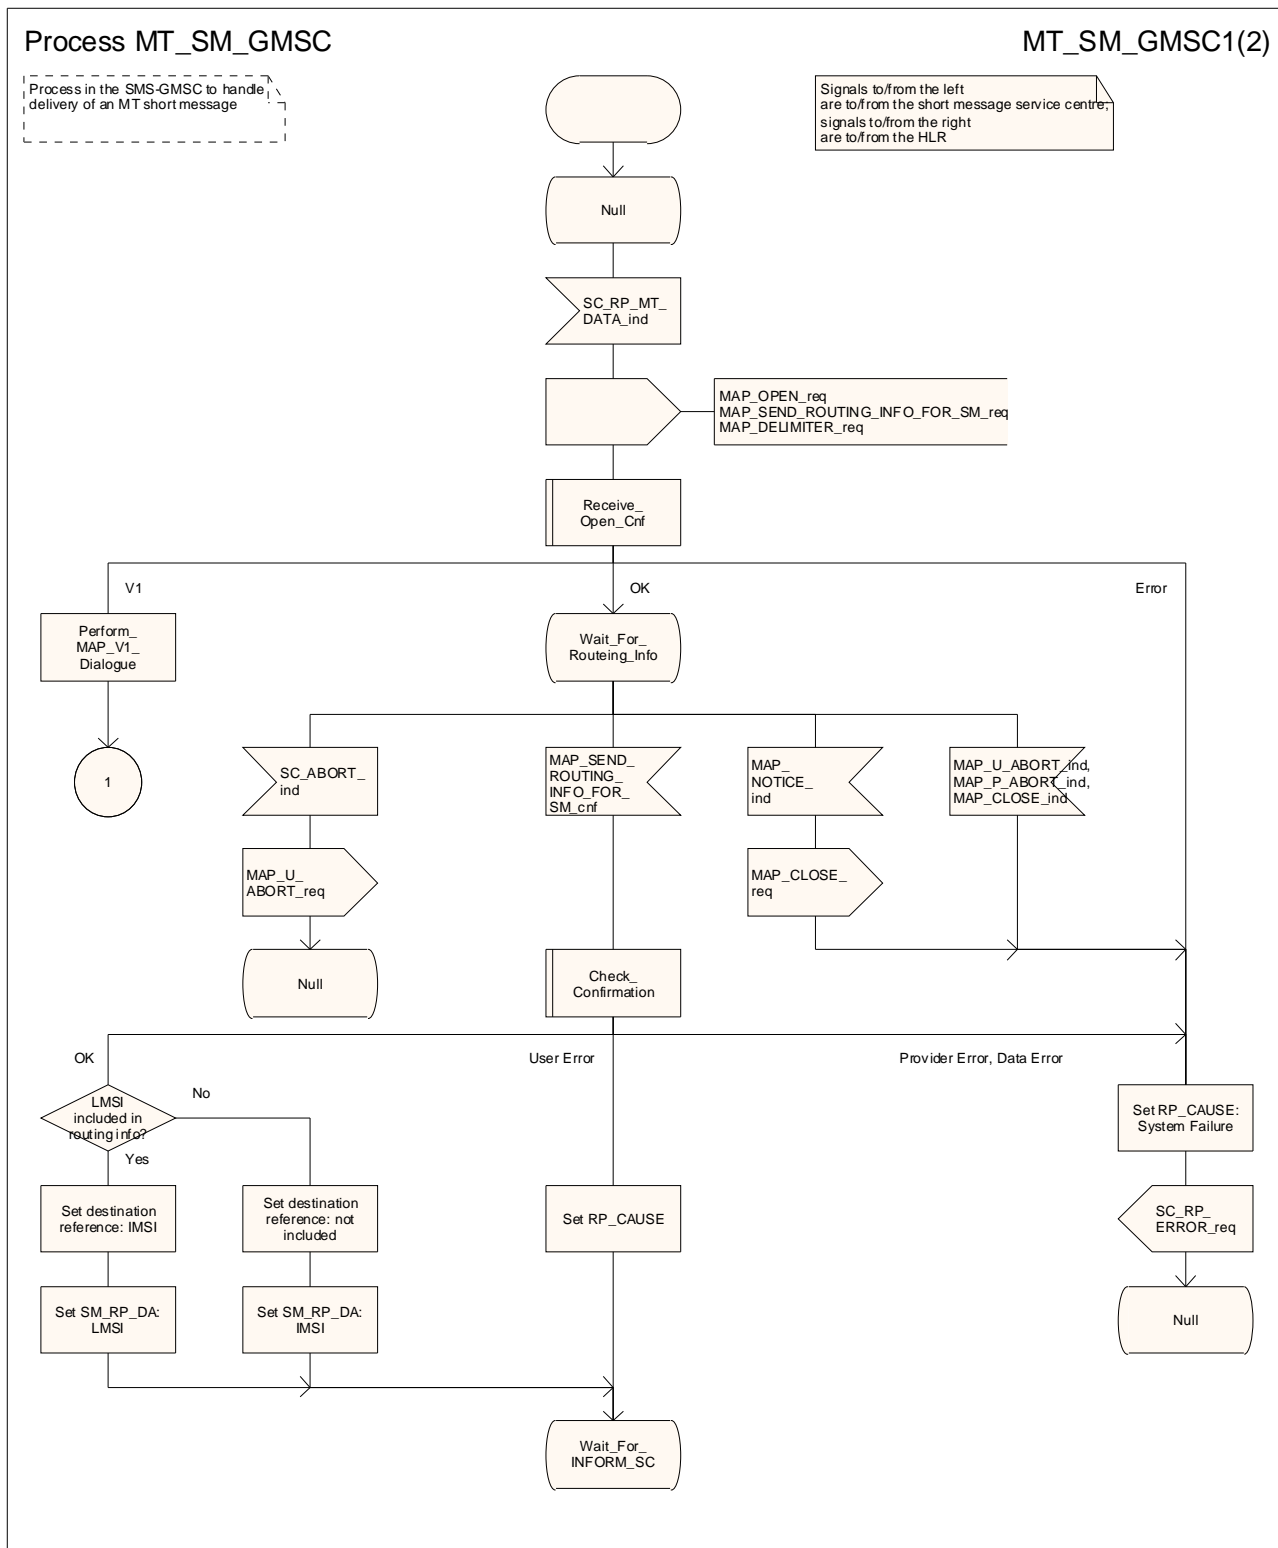 Process MT_SM_GMSC
MT_SM_GMSC1(2)
Process in the SMS-GMSC to handle
delivery of an MT short message
Signals to/from the left
are to/from the short message service centre;
signals to/from the right
are to/from the HLR
Null
SC_RP_MT_
DATA_ind
MAP_OPEN_req
MAP_SEND_ROUTING_INFO_FOR_SM_req
MAP_DELIMITER_req
Receive_
Open_Cnf
V1
OK
Error
Perform_
MAP_V1_
Dialogue
Wait_For_
Routeing_Info
1
SC_ABORT_
ind
MAP_SEND_
ROUTING_
INFO_FOR_
SM_cnf
MAP_
NOTICE_
ind
MAP_U_ABORT_ind,
MAP_P_ABORT_ind,
MAP_CLOSE_ind
MAP_U_
ABORT_req
MAP_CLOSE_
req
Null
Check_
Confirmation
OK
User Error
Provider Error, Data Error
LMSI
included in
routing info?
No
Yes
Set RP_CAUSE:
System Failure
Set destination
reference: IMSI
Set destination
reference: not
included
Set RP_CAUSE
SC_RP_
ERROR_req
Set SM_RP_DA:
LMSI
Set SM_RP_DA:
IMSI
Null
Wait_For_
INFORM_SC